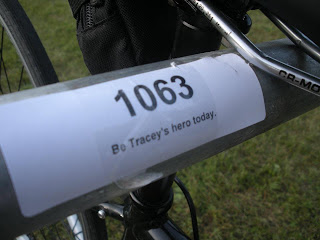 1063
Be Tracey's hero today.
CR-MO